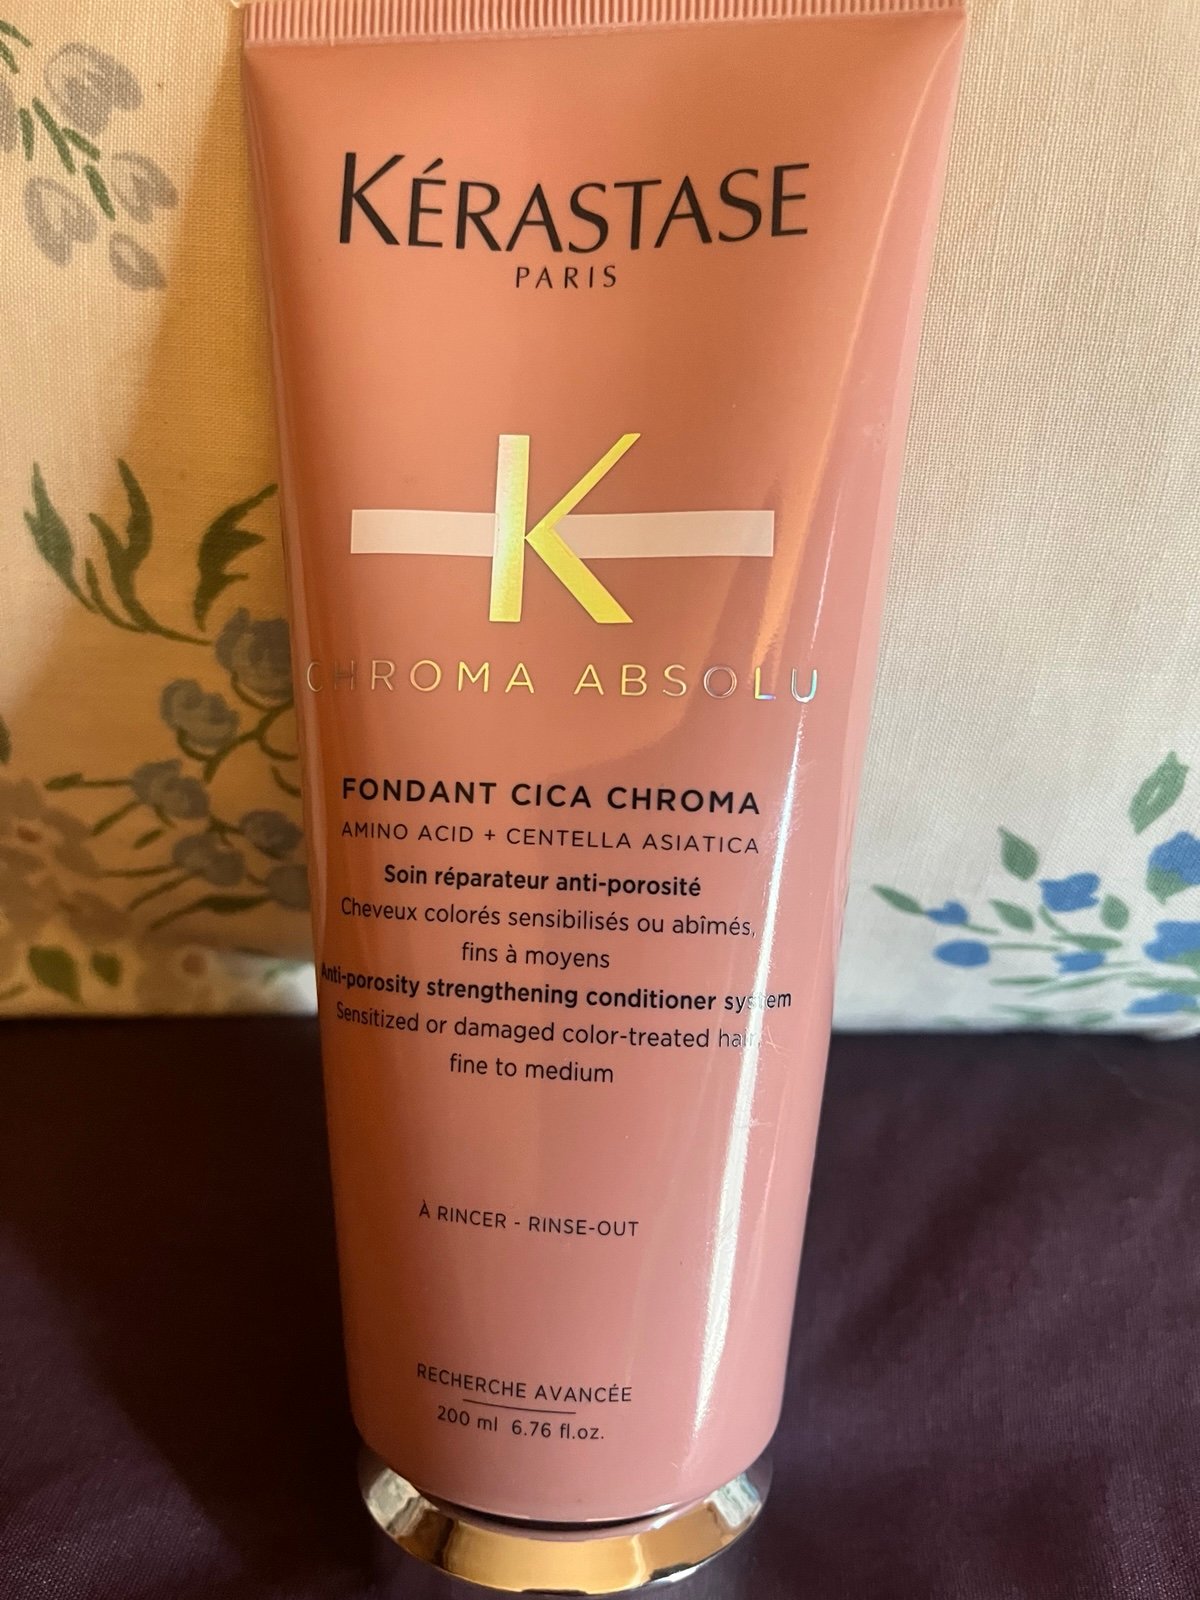 KÉRASTASE
PARIS
K
CHROMA ABSOLU
FONDANT CICA CHROMA
AMINO ACID + CENTELLA ASIATICA
Soin réparateur anti-porosité
Cheveux colorés sensibilisés ou abîmés,
fins à moyens
Anti-porosity strengthening conditioner system
Sensitized or damaged color-treated hair,
fine to medium
À RINCER - RINSE-OUT
RECHERCHE AVANCÉE
200 ml 6.76 fl.oz.